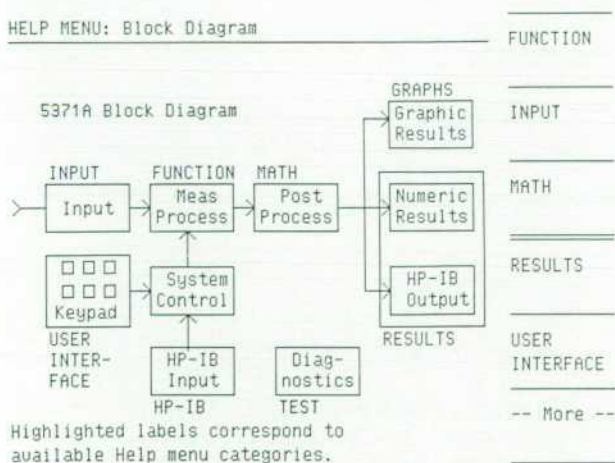 HELP MENU: Block Diagram
5371A Block Diagram
GRAPHS
Graphic
Results
INPUT
Input
FUNCTION
Meas
Process
MATH
Post
Process
Numeric
Results
HP-IB
Output
RESULTS
Keypad
USER
INTER-
FACE
System
Control
HP-IB
Input
HP-IB
Diag-
nostics
TEST
Highlighted labels correspond to
available Help menu categories.
FUNCTION
INPUT
MATH
RESULTS
USER
INTERFACE
-- More --